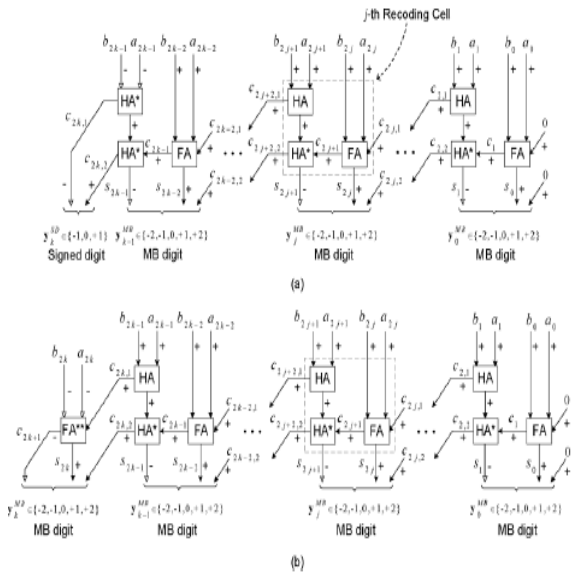 j-th Recoding Cell
b2k-1 a2k-1 b2k-2 a2k-2 b2j+1 a2j+1 b2j a2j b1 a1 b0 a0
- - + + + + + + + + + +
HA* HA HA
c2k,1 c2k-2,1 c2j+2,1 c2j,1 c2,1 0
HA* FA HA* FA HA* FA
c2k,2 c2k-1 c2k-2,2 c2j+2,2 c2j+1 c2j,2 c2,2 c1 0
s2k-1 s2k-2 s2j+1 s2j s1 s0
y_k^SD∈{-1,0,+1} y_k-1^MB∈{-2,-1,0,+1,+2} y_j^MB∈{-2,-1,0,+1,+2} y_0^MB∈{-2,-1,0,+1,+2}
Signed digit MB digit MB digit MB digit
(a)
b2k a2k b2k-1 a2k-1 b2k-2 a2k-2 b2j+1 a2j+1 b2j a2j b1 a1 b0 a0
- - + + + + + + + + + + + +
HA HA HA
c2k,1 c2k-2,1 c2j+2,1 c2j,1 c2,1 0
FA** HA* FA HA* FA HA* FA
c2k+1 c2k,2 c2k-1 c2k-2,2 c2j+2,2 c2j+1 c2j,2 c2,2 c1 0
s2k s2k-1 s2k-1 s2j+1 s2j s1 s0
y_k^MB∈{-2,-1,0,+1,+2} y_k-1^MB∈{-2,-1,0,+1,+2} y_j^MB∈{-2,-1,0,+1,+2} y_0^MB∈{-2,-1,0,+1,+2}
MB digit MB digit MB digit MB digit
(b)